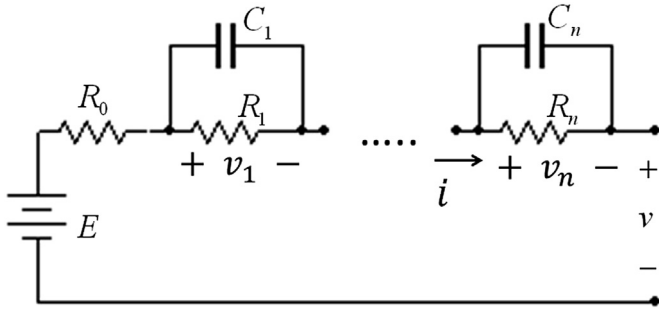 C₁ Cₙ
R₀ R₁ Rₙ
+ v₁ − ..... i + vₙ − +
E v
−